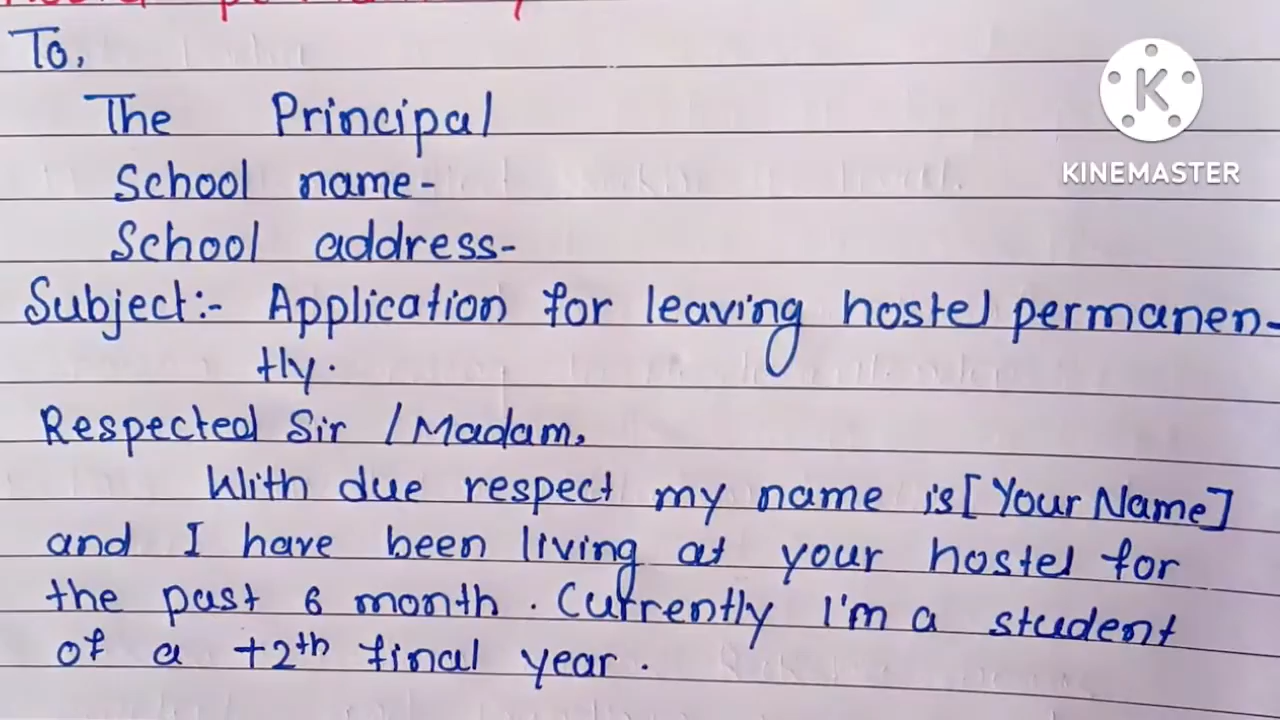 To,
The Principal
School name-
School address-
Subject:- Application for leaving hostel permanen-
tly.
Respected Sir / Madam,
With due respect my name is [Your Name]
and I have been living at your hostel for
the past 6 month. Currently I'm a student
of a +2th final year.
KINEMASTER